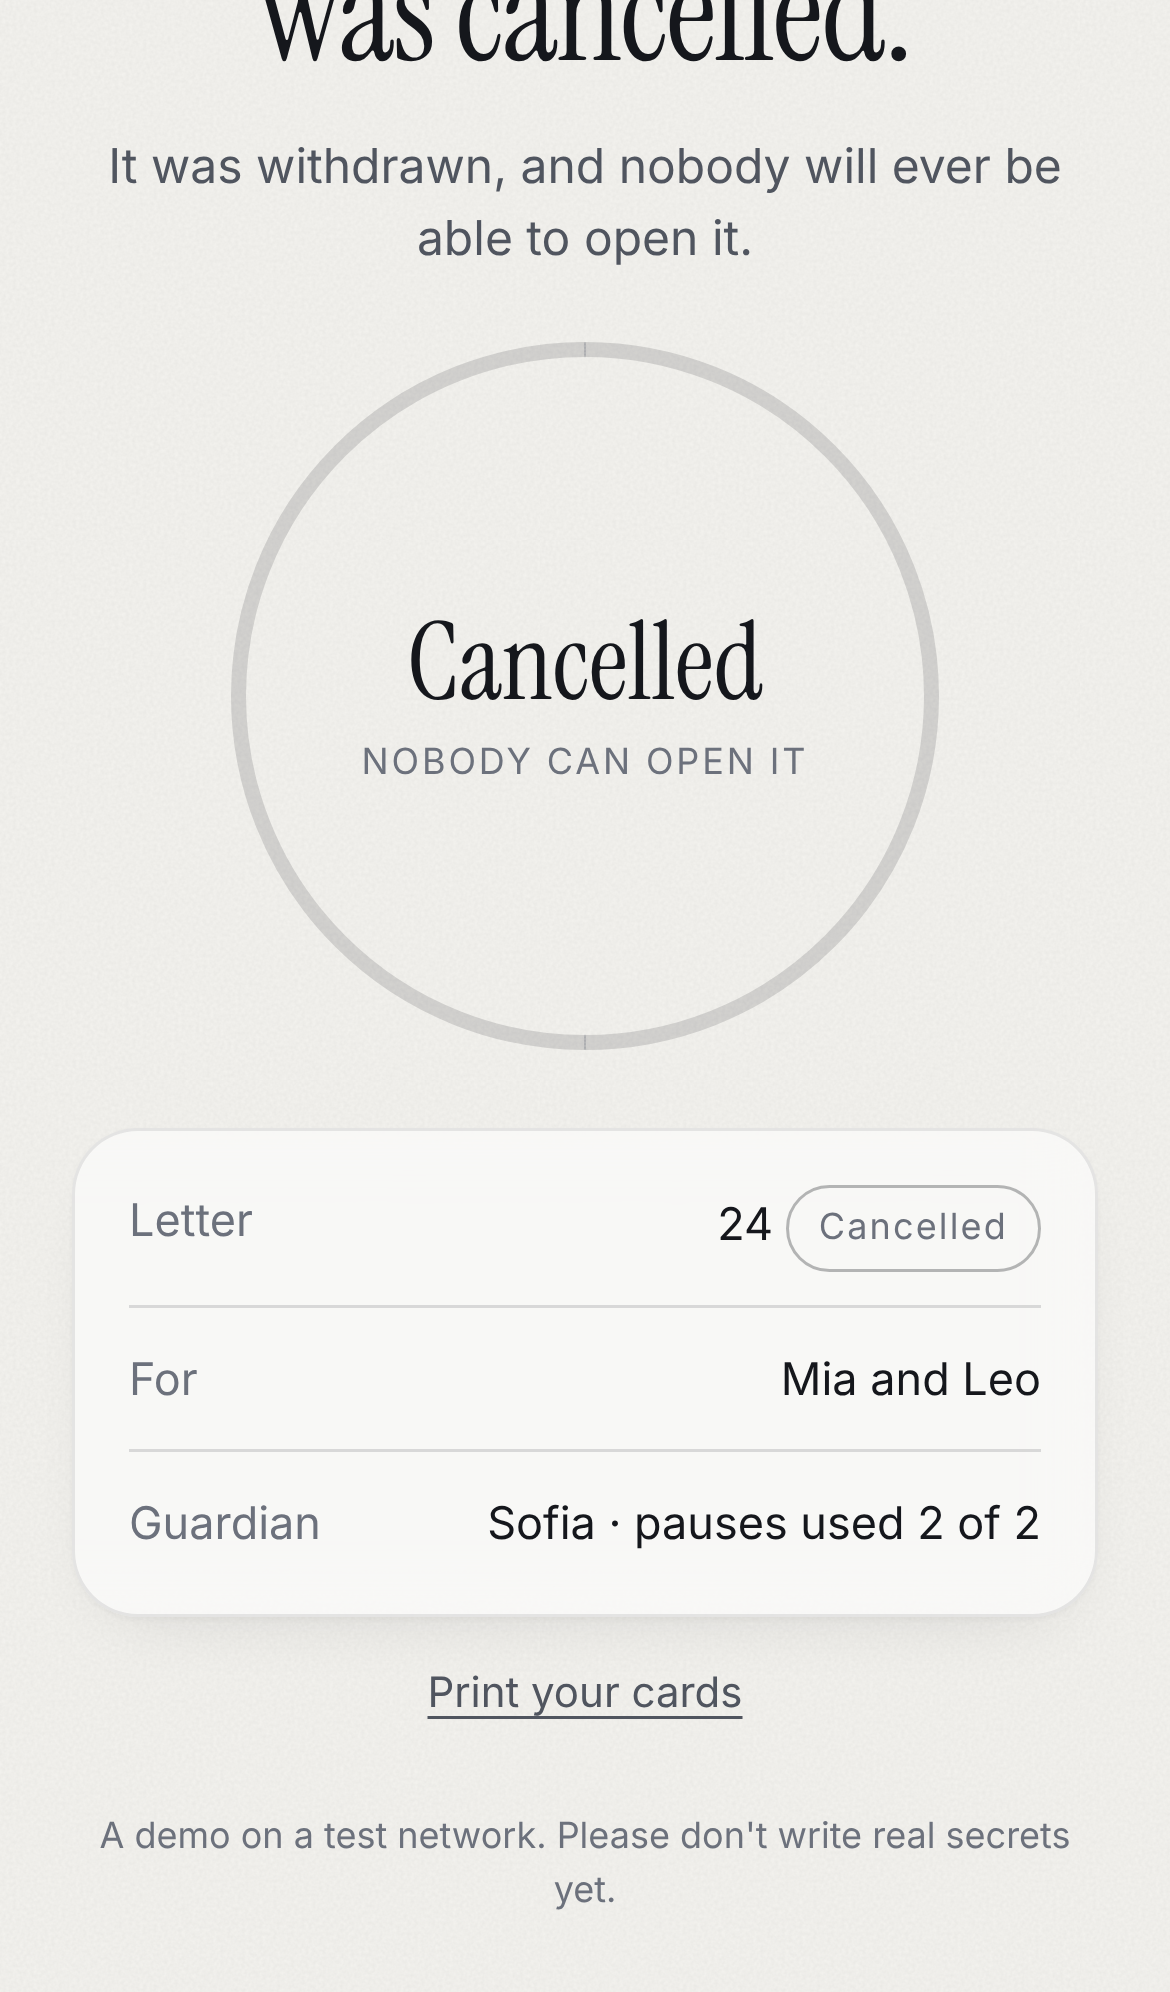 was cancelled.
It was withdrawn, and nobody will ever be
able to open it.
Cancelled
NOBODY CAN OPEN IT
Letter 24 Cancelled
For Mia and Leo
Guardian Sofia · pauses used 2 of 2
Print your cards
A demo on a test network. Please don't write real secrets
yet.